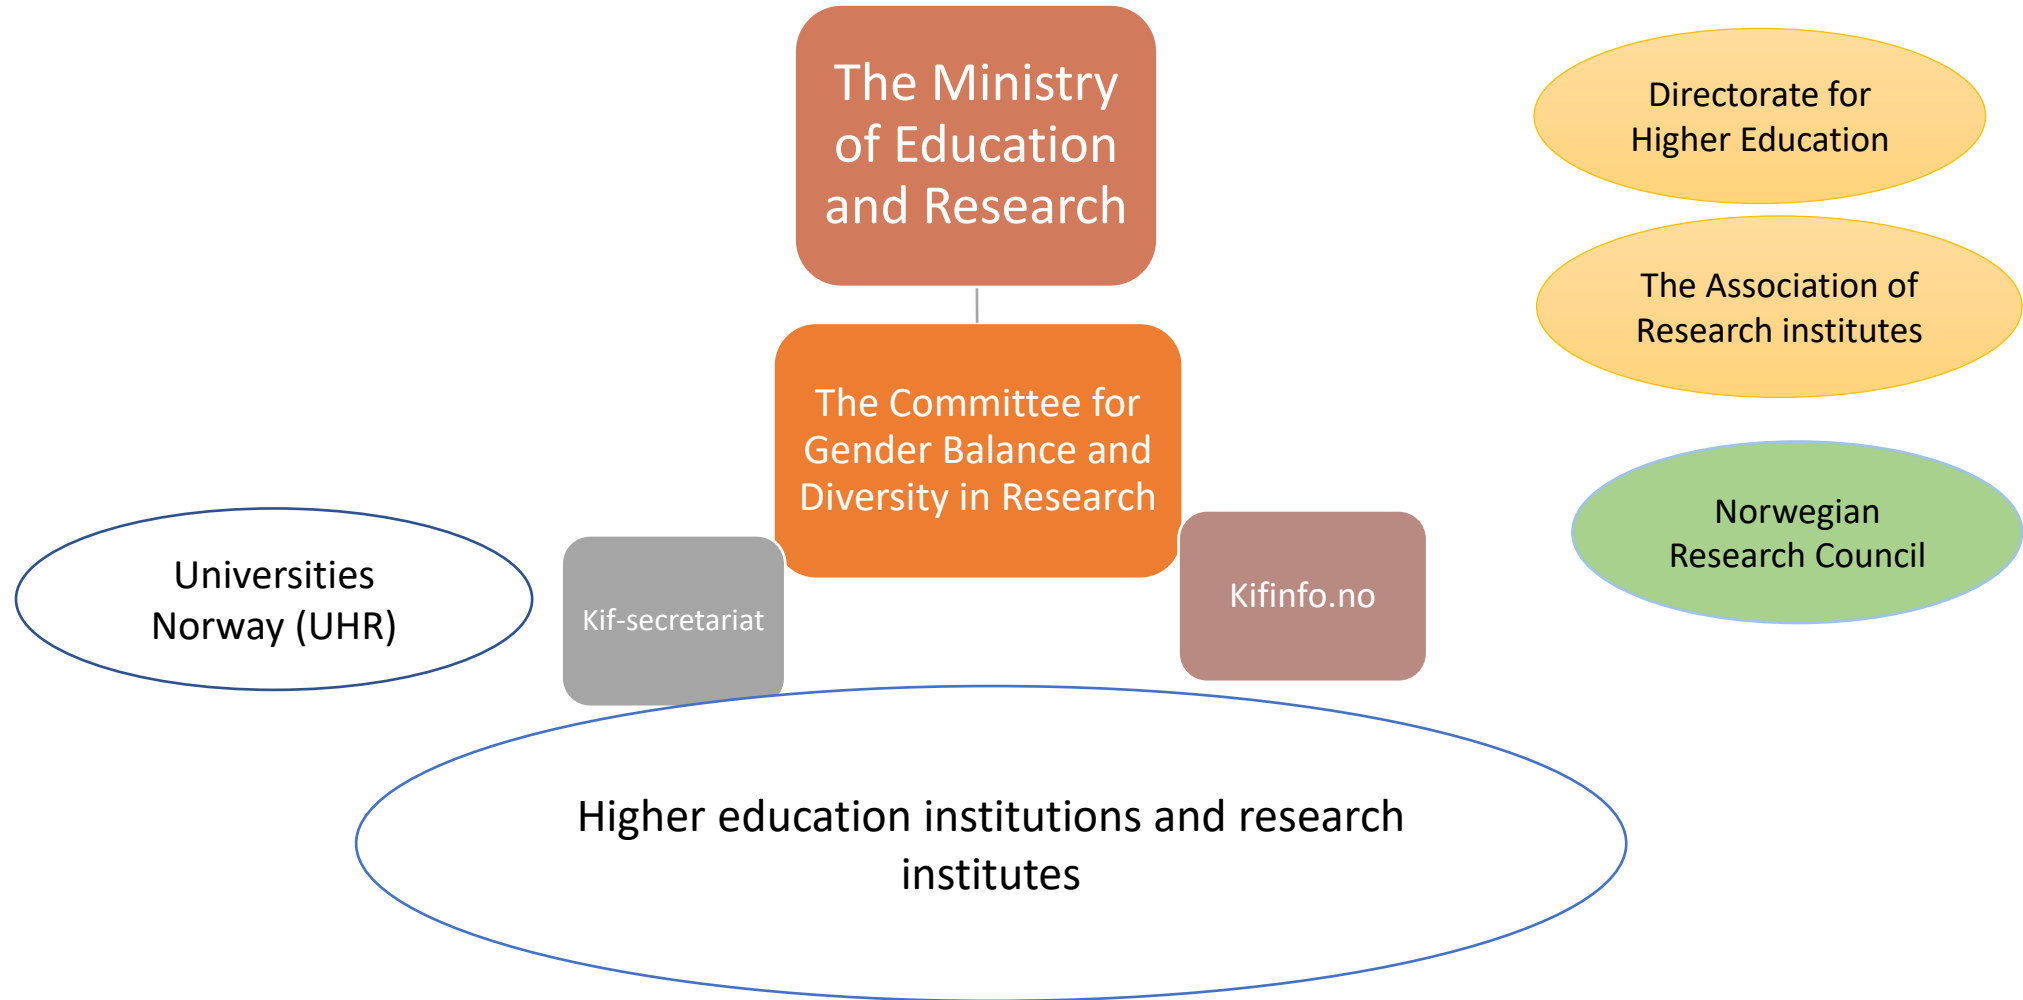 The Ministry
of Education
and Research
Directorate for
Higher Education
The Association of
Research institutes
The Committee for
Gender Balance and
Diversity in Research
Norwegian
Research Council
Universities
Norway (UHR)
Kif-secretariat
Kifinfo.no
Higher education institutions and research
institutes